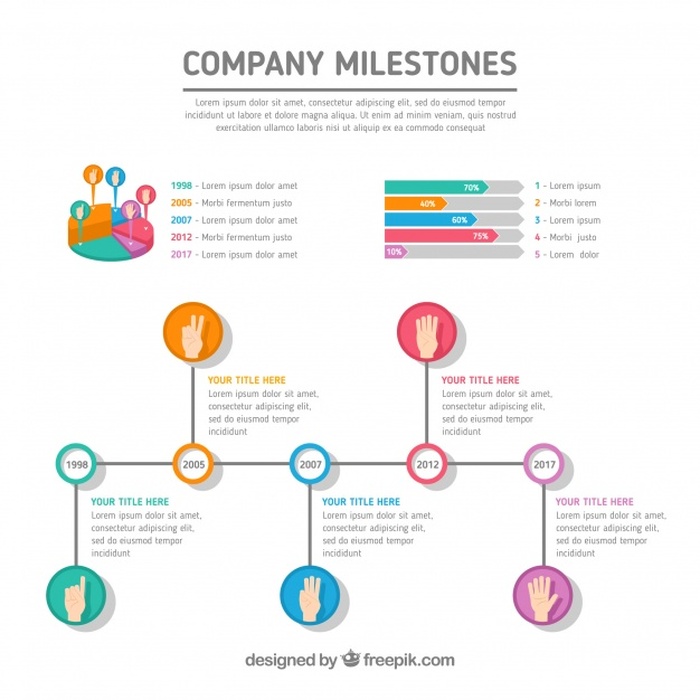 COMPANY MILESTONES
Lorem ipsum dolor sit amet, consectetur adipiscing elit, sed do eiusmod tempor
incididunt ut labore et dolore magna aliqua. Ut enim ad minim veniam, quis nostrud
exercitation ullamco laboris nisi ut aliquip ex ea commodo consequat
1998 - Lorem ipsum dolor amet
2005 - Morbi fermentum justo
2007 - Lorem ipsum dolor amet
2012 - Morbi fermentum justo
2017 - Lorem ipsum dolor amet
70%
40%
60%
75%
10%
1 - Lorem ipsum
2 - Morbi lorem
3 - Lorem ipsum
4 - Morbi justo
5 - Lorem dolor
YOUR TITLE HERE
Lorem ipsum dolor sit amet,
consectetur adipiscing elit,
sed do eiusmod tempor
incididunt
YOUR TITLE HERE
Lorem ipsum dolor sit amet,
consectetur adipiscing elit,
sed do eiusmod tempor
incididunt
1998
2005
2007
2012
2017
YOUR TITLE HERE
Lorem ipsum dolor sit amet,
consectetur adipiscing elit,
sed do eiusmod tempor
incididunt
YOUR TITLE HERE
Lorem ipsum dolor sit amet,
consectetur adipiscing elit,
sed do eiusmod tempor
incididunt
YOUR TITLE HERE
Lorem ipsum dolor sit amet,
consectetur adipiscing elit,
sed do eiusmod tempor
incididunt
designed by freepik.com